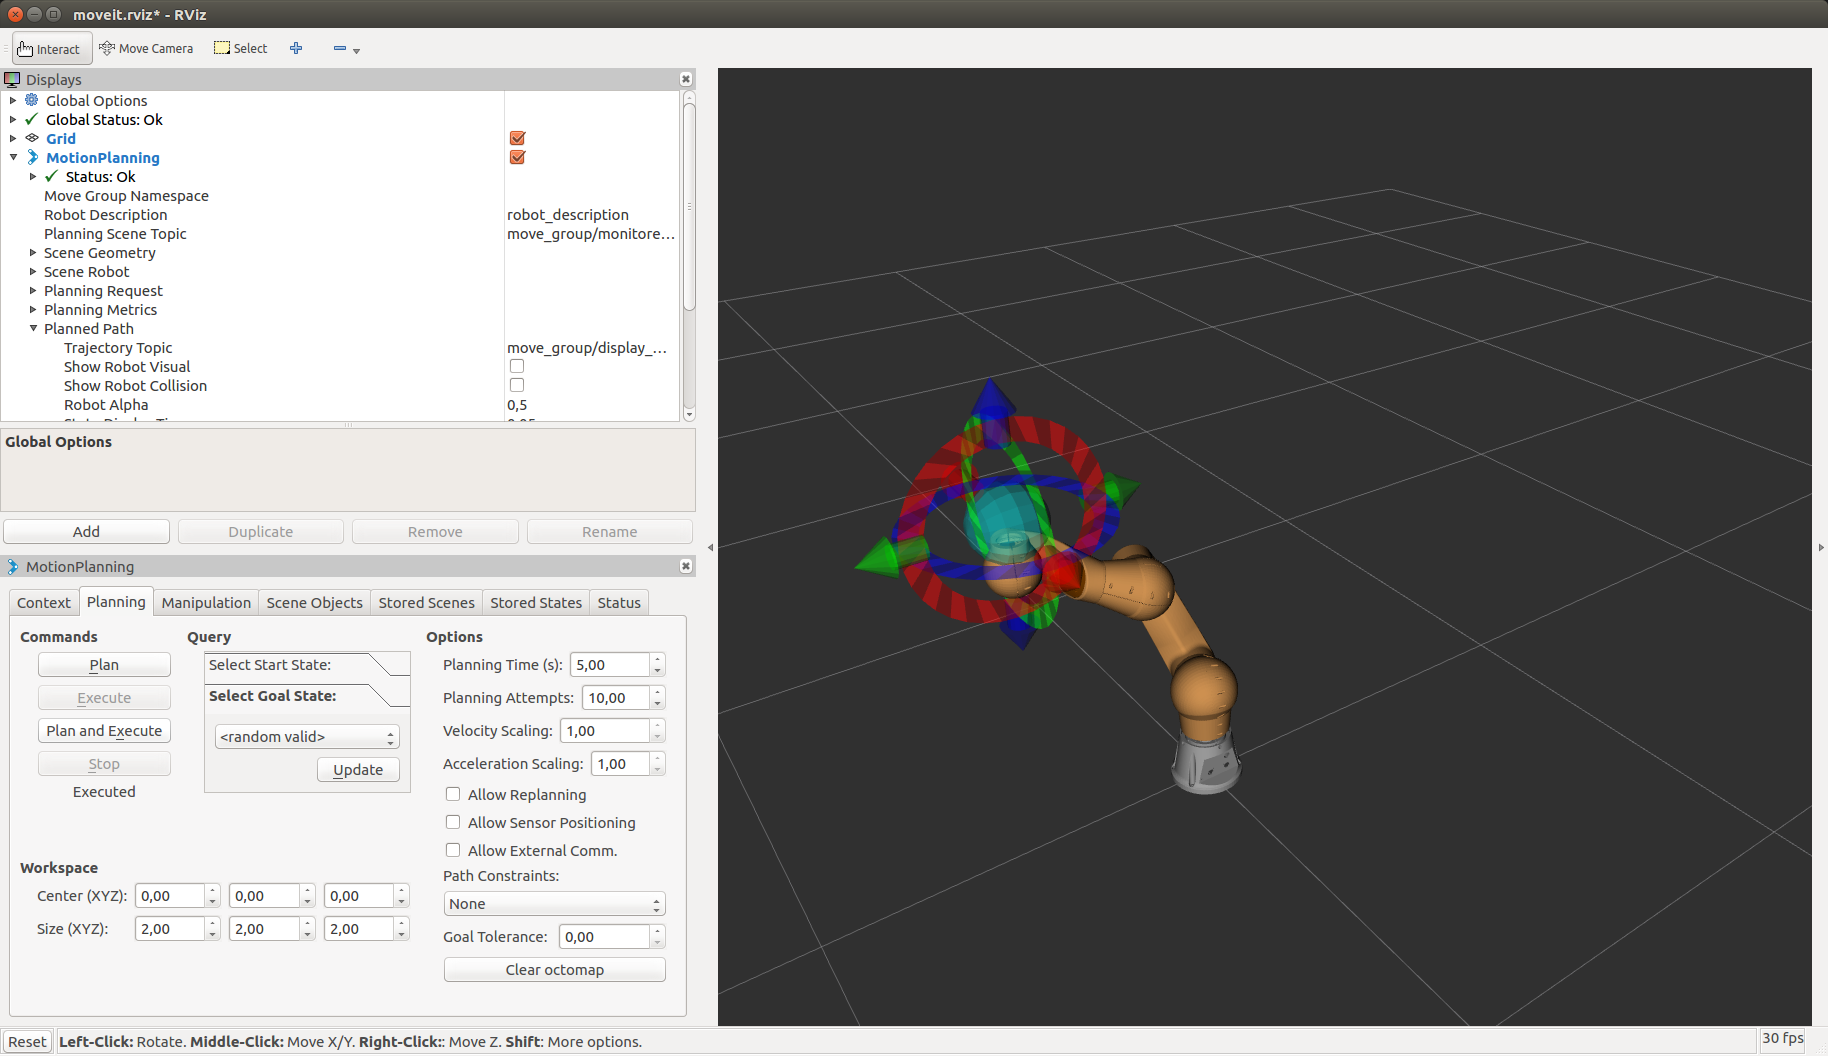 moveit.rviz* - RViz
Interact Move Camera Select
Displays
Global Options
Global Status: Ok
Grid
MotionPlanning
Status: Ok
Move Group Namespace
Robot Description robot_description
Planning Scene Topic move_group/monitore...
Scene Geometry
Scene Robot
Planning Request
Planning Metrics
Planned Path
Trajectory Topic move_group/display_...
Show Robot Visual
Show Robot Collision
Robot Alpha 0,5
Global Options
Add Duplicate Remove Rename
MotionPlanning
Context Planning Manipulation Scene Objects Stored Scenes Stored States Status
Commands
Plan
Execute
Plan and Execute
Stop
Executed
Query
Select Start State:
Select Goal State:
<random valid>
Update
Options
Planning Time (s): 5,00
Planning Attempts: 10,00
Velocity Scaling: 1,00
Acceleration Scaling: 1,00
Allow Replanning
Allow Sensor Positioning
Allow External Comm.
Path Constraints:
None
Goal Tolerance: 0,00
Clear octomap
Workspace
Center (XYZ): 0,00 0,00 0,00
Size (XYZ): 2,00 2,00 2,00
Reset Left-Click: Rotate. Middle-Click: Move X/Y. Right-Click:: Move Z. Shift: More options. 30 fps